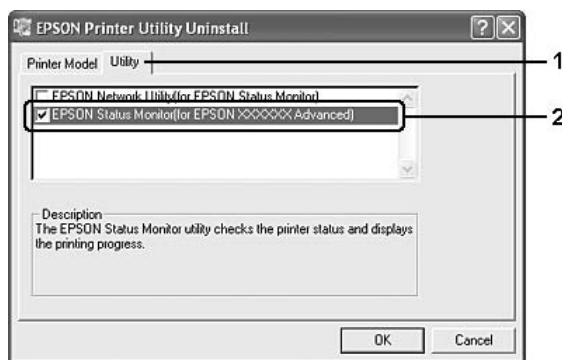 EPSON Printer Utility Uninstall
Printer Model Utility 1
EPSON Network Utility(for EPSON Status Monitor)
EPSON Status Monitor(for EPSON XXXXXX Advanced) 2
Description
The EPSON Status Monitor utility checks the printer status and displays
the printing progress.
OK Cancel